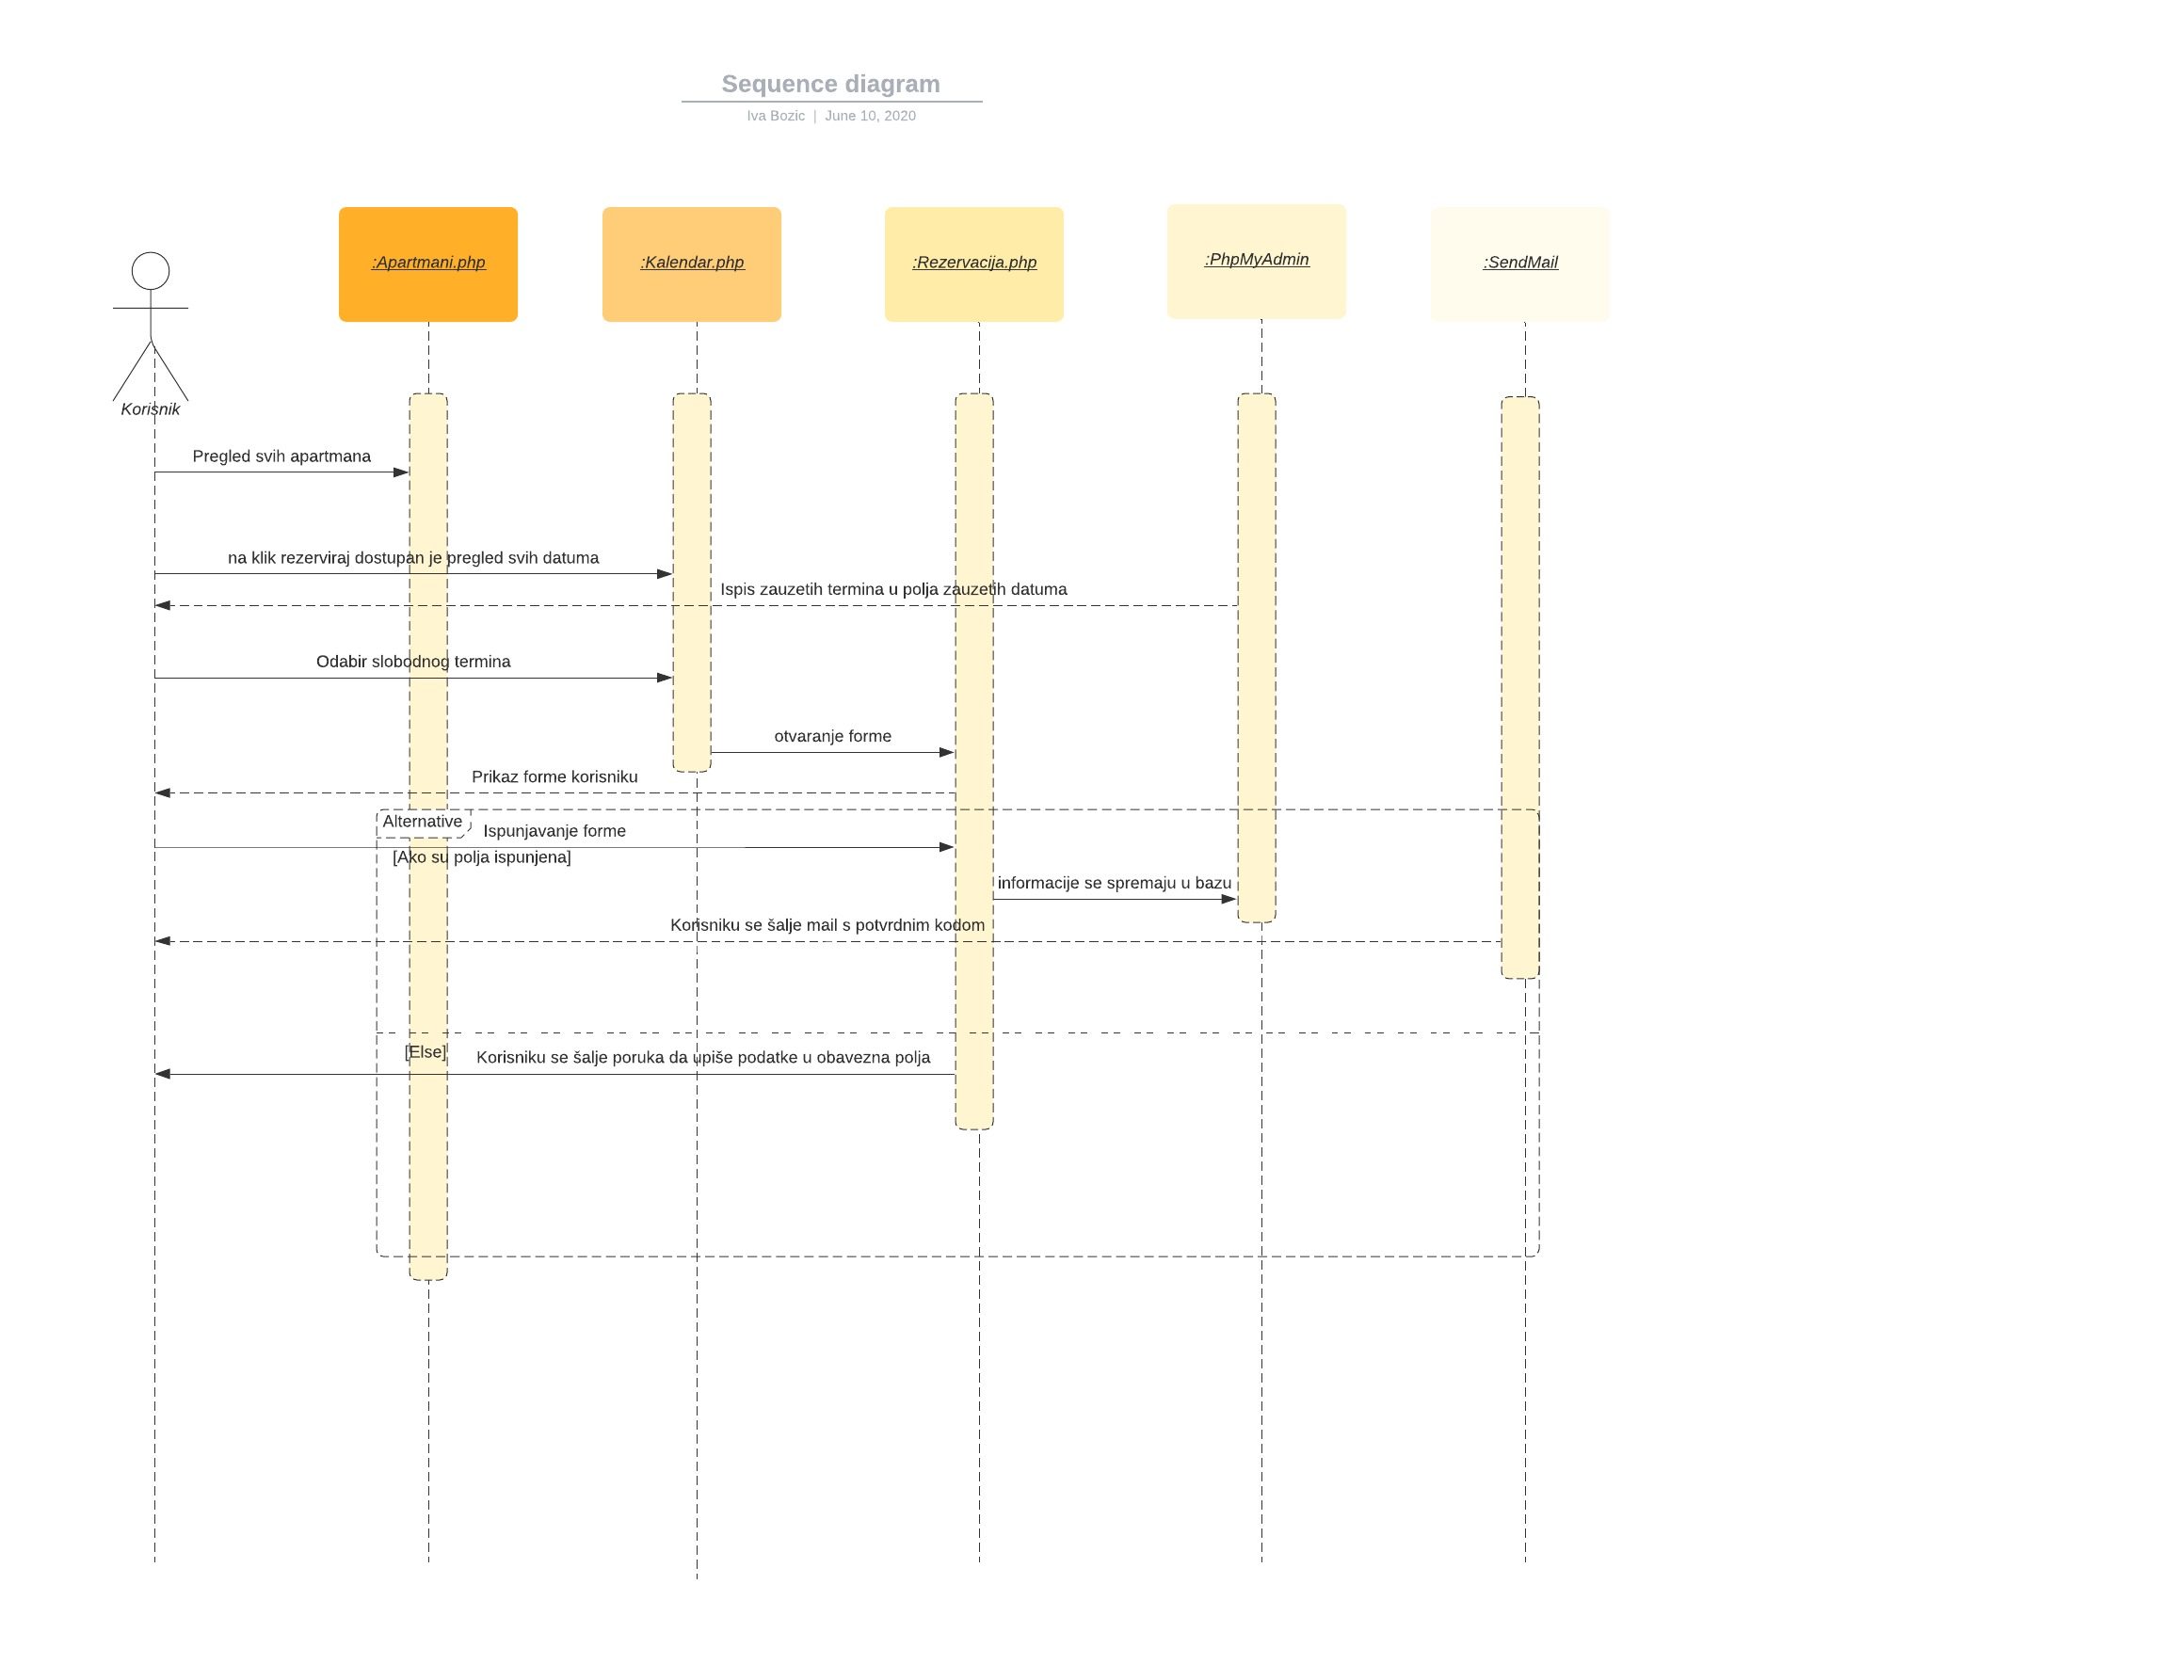 Sequence diagram
Iva Bozic | June 10, 2020
:Apartmani.php
:Kalendar.php
:Rezervacija.php
:PhpMyAdmin
:SendMail
Korisnik
Pregled svih apartmana
na klik rezerviraj dostupan je pregled svih datuma
Ispis zauzetih termina u polja zauzetih datuma
Odabir slobodnog termina
otvaranje forme
Prikaz forme korisniku
Alternative
Ispunjavanje forme
[Ako su polja ispunjena]
informacije se spremaju u bazu
Korisniku se šalje mail s potvrdnim kodom
[Else]
Korisniku se šalje poruka da upiše podatke u obavezna polja